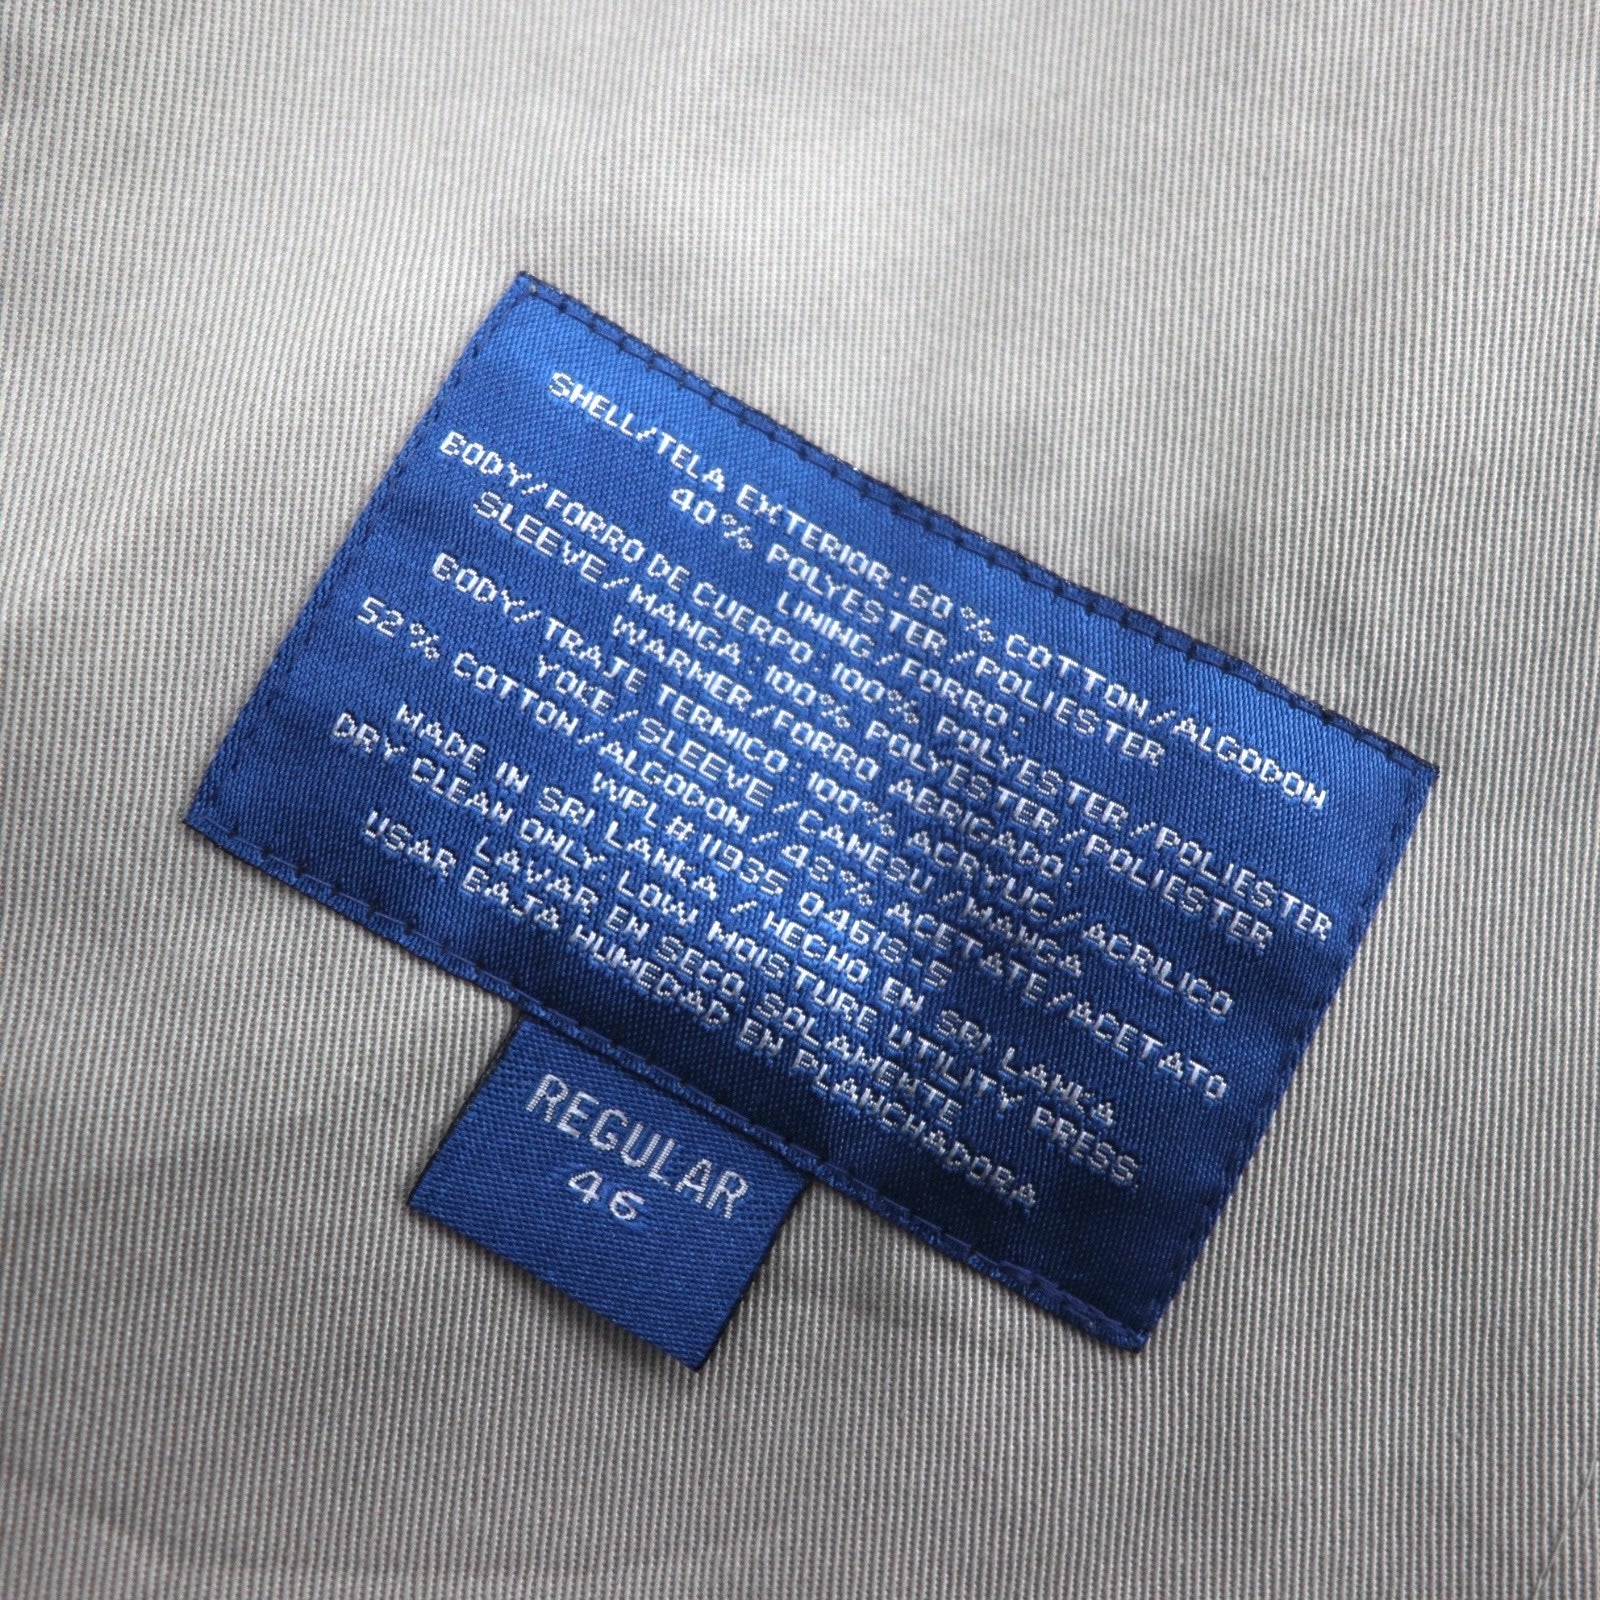 SHELL/TELA EXTERIOR: 60% COTTON/ALGODON
40% POLYESTER/POLIESTER
LINING/FORRO:
BODY/FORRO DE CUERPO: 100% POLYESTER/POLIESTER
SLEEVE/MANGA: 100% POLYESTER/POLIESTER
WARMER/FORRO ABRIGADO:
BODY/TRAJE TERMICO: 100% ACRYLIC/ACRILICO
YOKE/SLEEVE/CANESU/MANGA
52% COTTON/ALGODON/48% ACETATE/ACETATO
WPL# 11935 04613-5
MADE IN SRI LANKA/HECHO EN SRI LANKA
DRY CLEAN ONLY. LOW MOISTURE UTILITY PRESS.
LAVAR EN SECO. SOLAMENTE
USAR BAJA HUMEDAD EN PLANCHADORA
REGULAR
46